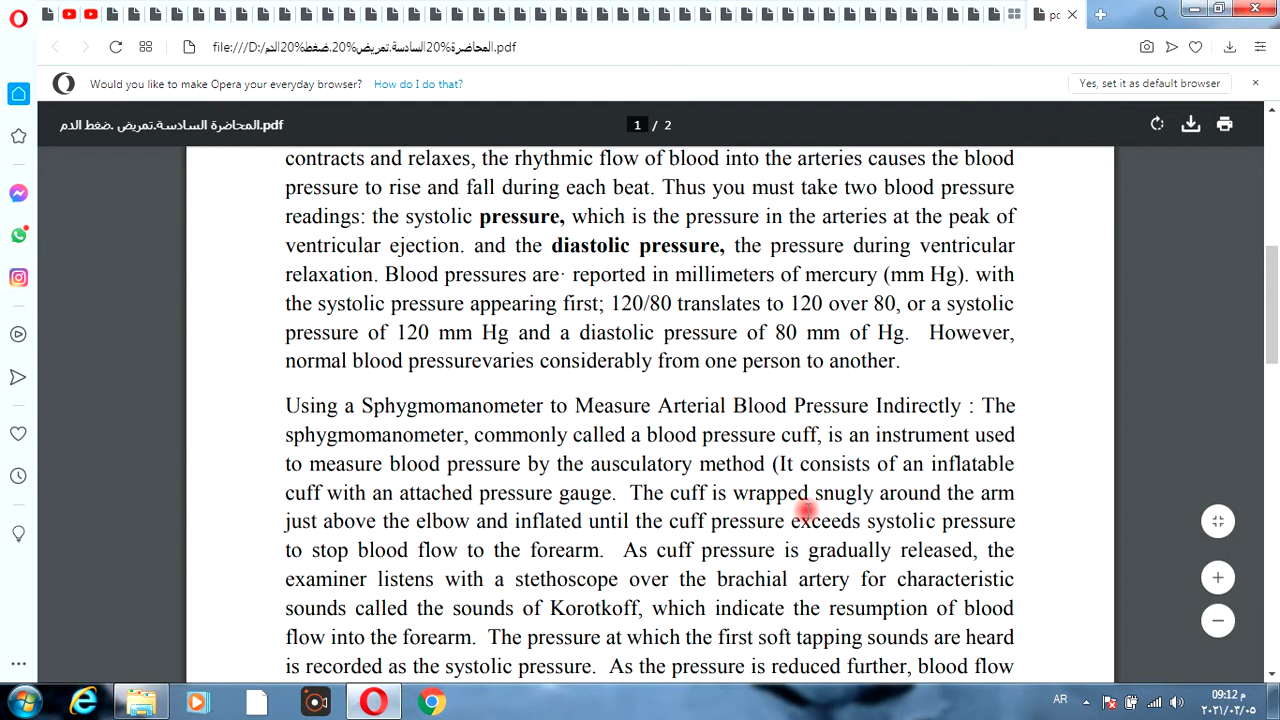 pc
file:///D:/المحاضرة%20السادسة.تمريض%20.ضغط%20الدم.pdf
Would you like to make Opera your everyday browser? How do I do that? Yes, set it as default browser
المحاضرة السادسة.تمريض .ضغط الدم.pdf
1 / 2
contracts and relaxes, the rhythmic flow of blood into the arteries causes the blood
pressure to rise and fall during each beat. Thus you must take two blood pressure
readings: the systolic pressure, which is the pressure in the arteries at the peak of
ventricular ejection. and the diastolic pressure, the pressure during ventricular
relaxation. Blood pressures are· reported in millimeters of mercury (mm Hg). with
the systolic pressure appearing first; 120/80 translates to 120 over 80, or a systolic
pressure of 120 mm Hg and a diastolic pressure of 80 mm of Hg. However,
normal blood pressurevaries considerably from one person to another.
Using a Sphygmomanometer to Measure Arterial Blood Pressure Indirectly : The
sphygmomanometer, commonly called a blood pressure cuff, is an instrument used
to measure blood pressure by the ausculatory method (It consists of an inflatable
cuff with an attached pressure gauge. The cuff is wrapped snugly around the arm
just above the elbow and inflated until the cuff pressure exceeds systolic pressure
to stop blood flow to the forearm. As cuff pressure is gradually released, the
examiner listens with a stethoscope over the brachial artery for characteristic
sounds called the sounds of Korotkoff, which indicate the resumption of blood
flow into the forearm. The pressure at which the first soft tapping sounds are heard
is recorded as the systolic pressure. As the pressure is reduced further, blood flow
AR
09:12 م
٢٠٢١/٠٣/٠٥